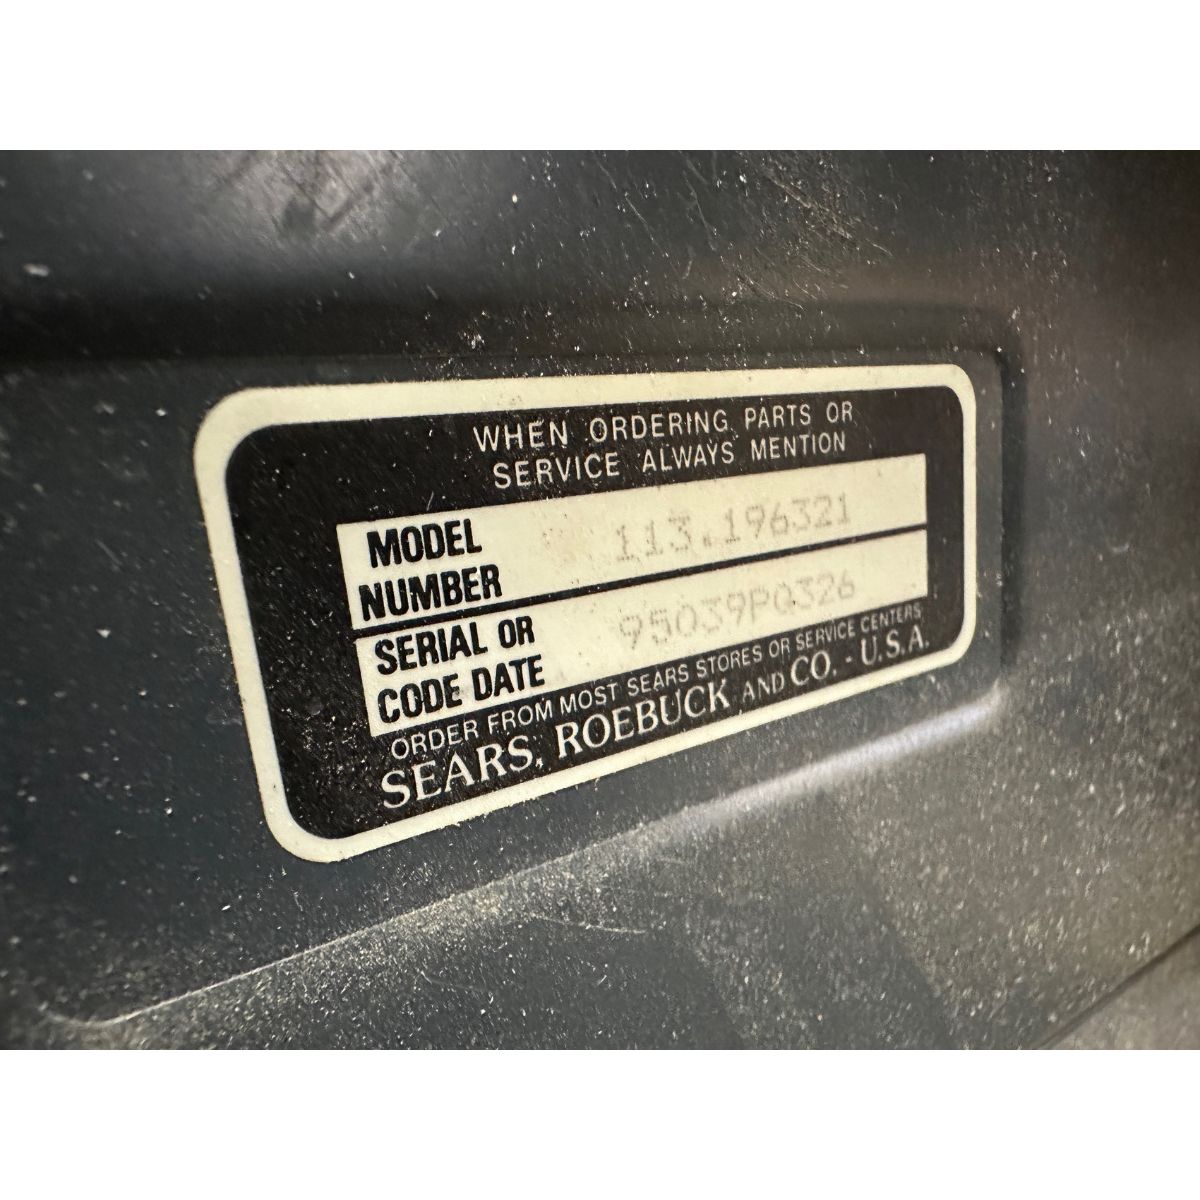 WHEN ORDERING PARTS OR
SERVICE ALWAYS MENTION
MODEL
NUMBER
113.196321
SERIAL OR
CODE DATE
95039PQ326
ORDER FROM MOST SEARS STORES OR SERVICE CENTERS
SEARS, ROEBUCK AND CO. - U.S.A.